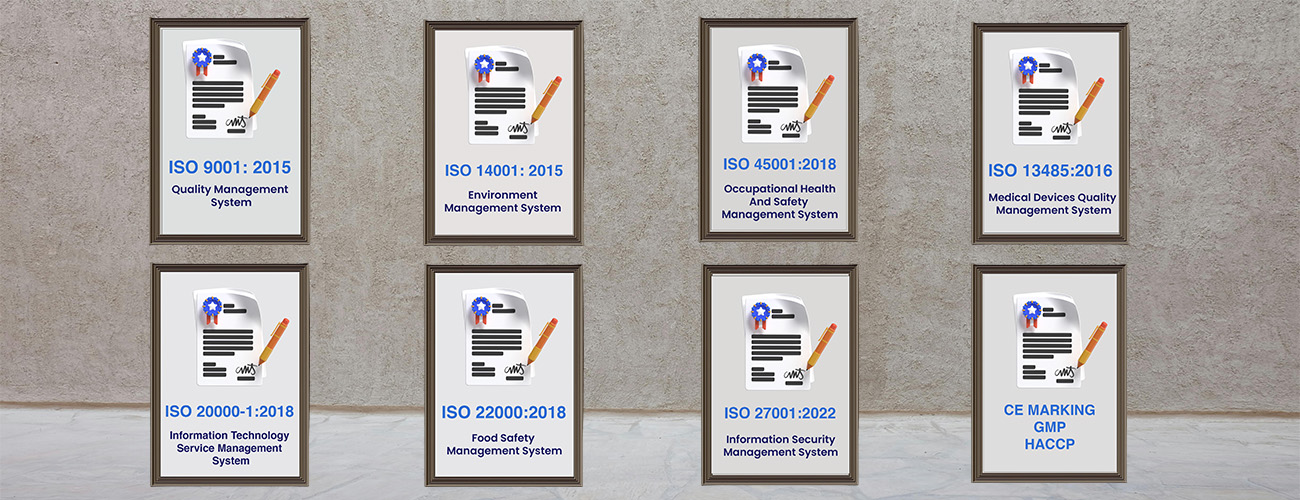 ISO 9001: 2015
Quality Management
System
ISO 14001: 2015
Environment
Management System
ISO 45001:2018
Occupational Health
And Safety
Management System
ISO 13485:2016
Medical Devices Quality
Management System
ISO 20000-1:2018
Information Technology
Service Management
System
ISO 22000:2018
Food Safety
Management System
ISO 27001:2022
Information Security
Management System
CE MARKING
GMP
HACCP